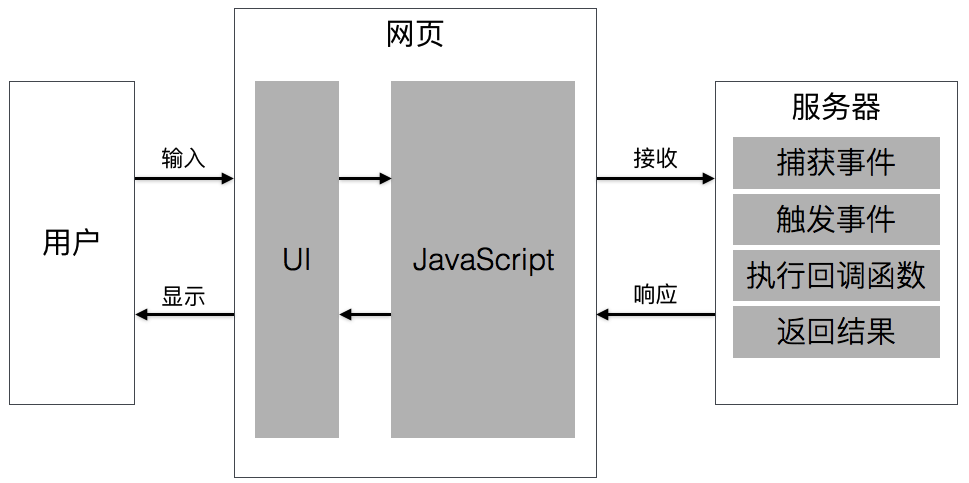 网页
用户
输入
显示
UI
JavaScript
接收
响应
服务器
捕获事件
触发事件
执行回调函数
返回结果